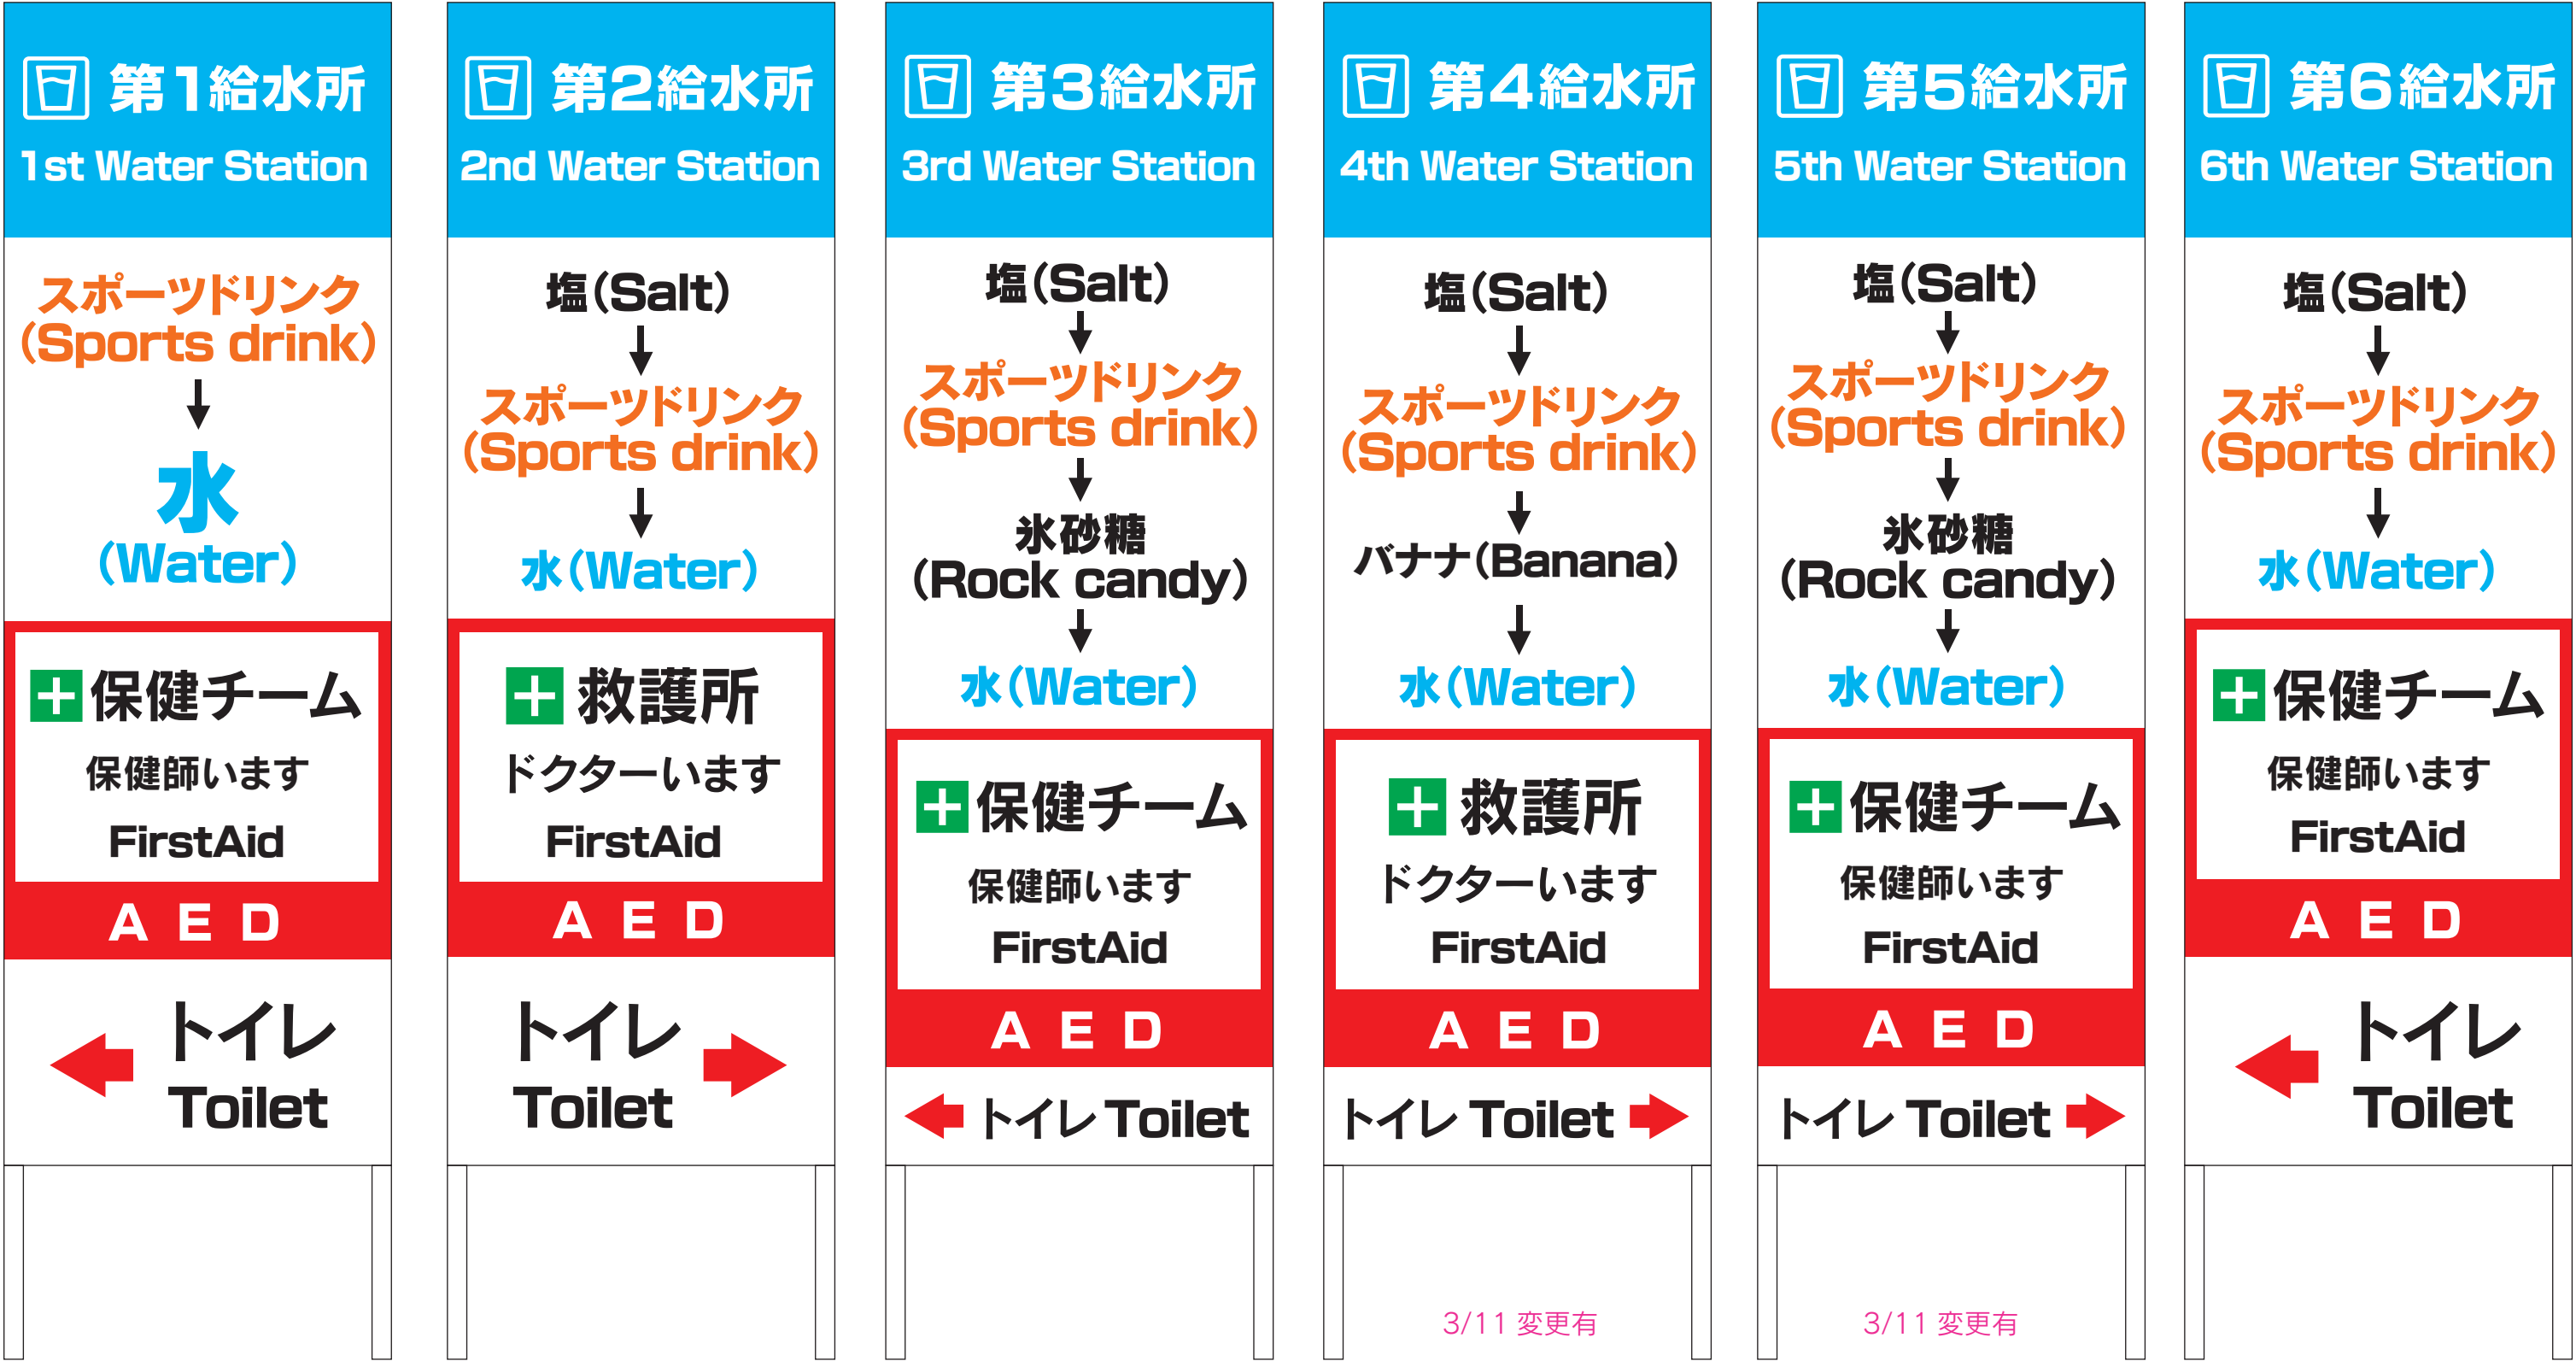 第1給水所
1st Water Station
スポーツドリンク
(Sports drink)
水
(Water)
保健チーム
保健師います
FirstAid
AED
トイレ
Toilet
第2給水所
2nd Water Station
塩(Salt)
スポーツドリンク
(Sports drink)
水(Water)
救護所
ドクターいます
FirstAid
AED
トイレ
Toilet
第3給水所
3rd Water Station
塩(Salt)
スポーツドリンク
(Sports drink)
氷砂糖
(Rock candy)
水(Water)
保健チーム
保健師います
FirstAid
AED
トイレ Toilet
第4給水所
4th Water Station
塩(Salt)
スポーツドリンク
(Sports drink)
バナナ(Banana)
水(Water)
救護所
ドクターいます
FirstAid
AED
トイレ Toilet
3/11 変更有
第5給水所
5th Water Station
塩(Salt)
スポーツドリンク
(Sports drink)
氷砂糖
(Rock candy)
水(Water)
保健チーム
保健師います
FirstAid
AED
トイレ Toilet
3/11 変更有
第6給水所
6th Water Station
塩(Salt)
スポーツドリンク
(Sports drink)
水(Water)
保健チーム
保健師います
FirstAid
AED
トイレ
Toilet